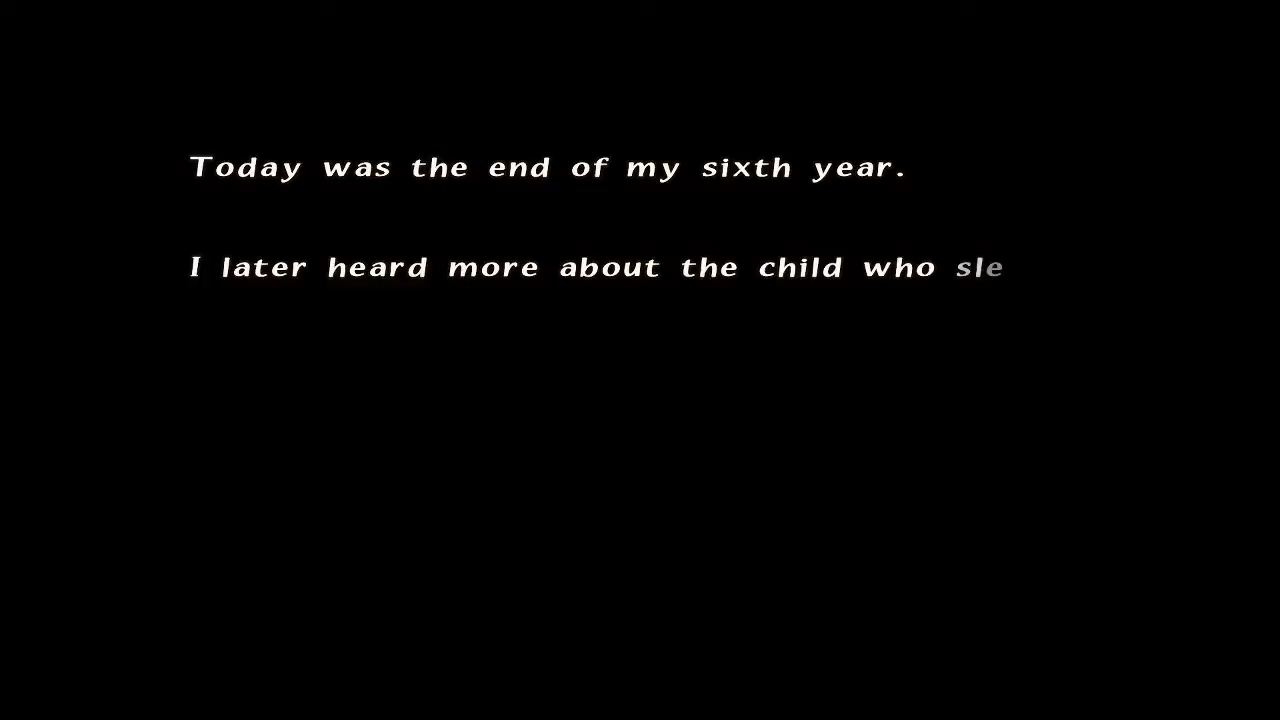 Today was the end of my sixth year.
I later heard more about the child who sle